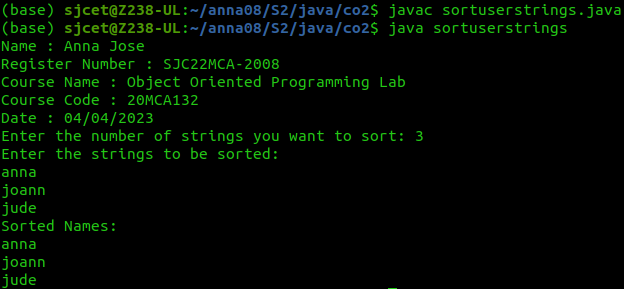 (base) sjcet@Z238-UL:~/anna08/S2/java/co2$ javac sortuserstrings.java
(base) sjcet@Z238-UL:~/anna08/S2/java/co2$ java sortuserstrings
Name : Anna Jose
Register Number : SJC22MCA-2008
Course Name : Object Oriented Programming Lab
Course Code : 20MCA132
Date : 04/04/2023
Enter the number of strings you want to sort: 3
Enter the strings to be sorted:
anna
joann
jude
Sorted Names:
anna
joann
jude